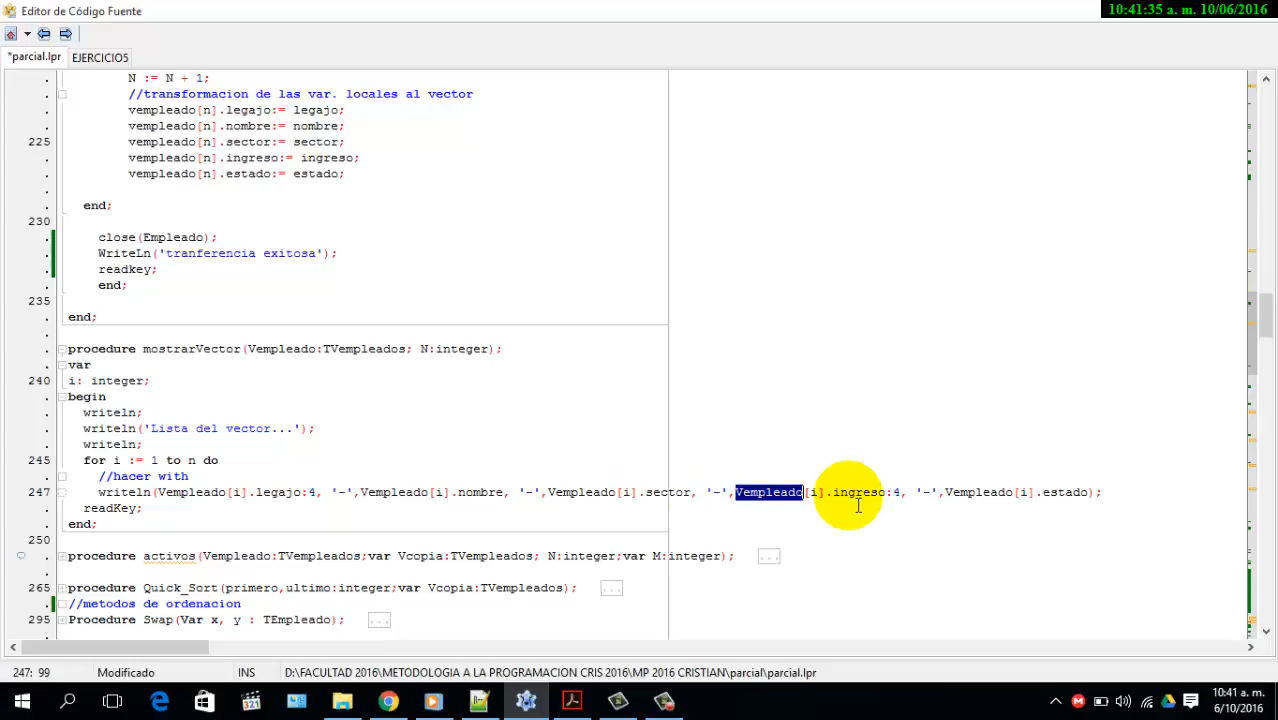 Editor de Código Fuente
10:41:35 a. m. 10/06/2016
*parcial.lpr
EJERCICIO5
N := N + 1;
//transformacion de las var. locales al vector
vempleado[n].legajo:= legajo;
vempleado[n].nombre:= nombre;
225 vempleado[n].sector:= sector;
vempleado[n].ingreso:= ingreso;
vempleado[n].estado:= estado;
end;
230
close(Empleado);
WriteLn('tranferencia exitosa');
readkey;
end;
235
end;
procedure mostrarVector(Vempleado:TVempleados; N:integer);
var
240 i: integer;
begin
writeln;
writeln('Lista del vector...');
writeln;
245 for i := 1 to n do
//hacer with
247 writeln(Vempleado[i].legajo:4, '-',Vempleado[i].nombre, '-',Vempleado[i].sector, '-',Vempleado[i].ingreso:4, '-',Vempleado[i].estado);
readKey;
end;
250
procedure activos(Vempleado:TVempleados;var Vcopia:TVempleados; N:integer;var M:integer); ...
265 procedure Quick_Sort(primero,ultimo:integer;var Vcopia:TVempleados); ...
//metodos de ordenacion
295 Procedure Swap(Var x, y : TEmpleado); ...
247: 99 Modificado INS D:\FACULTAD 2016\METODOLOGIA A LA PROGRAMACION CRIS 2016\MP 2016 CRISTIAN\parcial\parcial.lpr
10:41 a. m.
6/10/2016